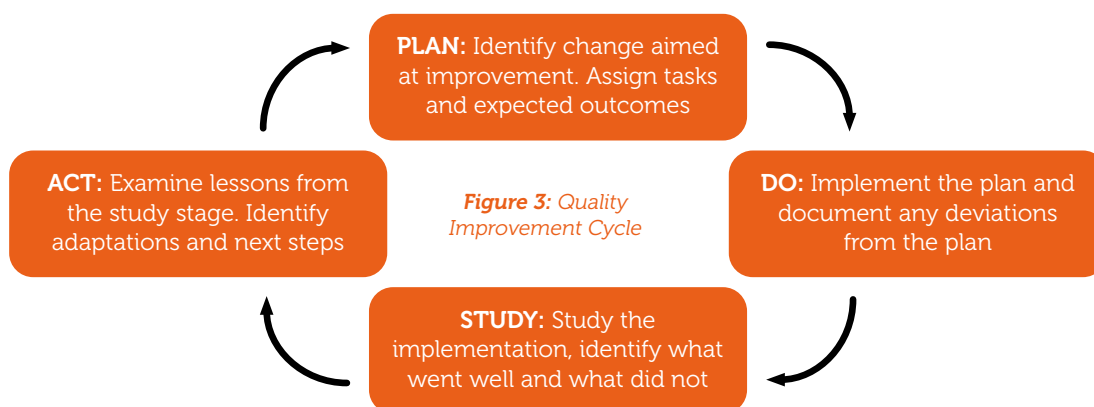 PLAN: Identify change aimed
at improvement. Assign tasks
and expected outcomes
ACT: Examine lessons from
the study stage. Identify
adaptations and next steps
Figure 3: Quality
Improvement Cycle
DO: Implement the plan and
document any deviations
from the plan
STUDY: Study the
implementation, identify what
went well and what did not